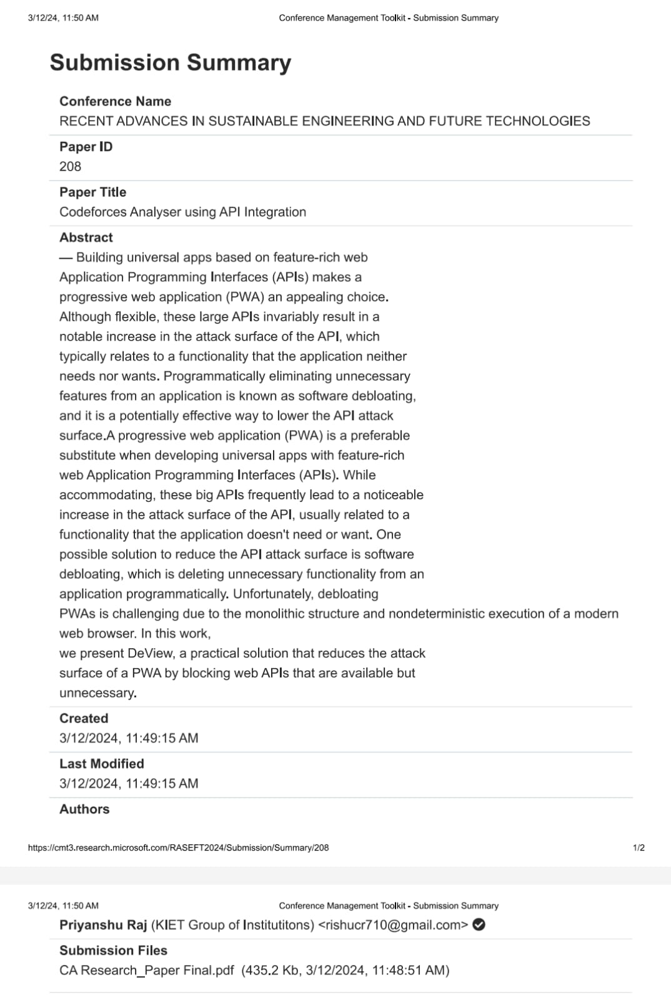 3/12/24, 11:50 AM
Conference Management Toolkit - Submission Summary
Submission Summary
Conference Name
RECENT ADVANCES IN SUSTAINABLE ENGINEERING AND FUTURE TECHNOLOGIES
Paper ID
208
Paper Title
Codeforces Analyser using API Integration
Abstract
— Building universal apps based on feature-rich web
Application Programming Interfaces (APIs) makes a
progressive web application (PWA) an appealing choice.
Although flexible, these large APIs invariably result in a
notable increase in the attack surface of the API, which
typically relates to a functionality that the application neither
needs nor wants. Programmatically eliminating unnecessary
features from an application is known as software debloating,
and it is a potentially effective way to lower the API attack
surface.A progressive web application (PWA) is a preferable
substitute when developing universal apps with feature-rich
web Application Programming Interfaces (APIs). While
accommodating, these big APIs frequently lead to a noticeable
increase in the attack surface of the API, usually related to a
functionality that the application doesn't need or want. One
possible solution to reduce the API attack surface is software
debloating, which is deleting unnecessary functionality from an
application programmatically. Unfortunately, debloating
PWAs is challenging due to the monolithic structure and nondeterministic execution of a modern
web browser. In this work,
we present DeView, a practical solution that reduces the attack
surface of a PWA by blocking web APIs that are available but
unnecessary.
Created
3/12/2024, 11:49:15 AM
Last Modified
3/12/2024, 11:49:15 AM
Authors
https://cmt3.research.microsoft.com/RASEFT2024/Submission/Summary/208
1/2
3/12/24, 11:50 AM
Conference Management Toolkit - Submission Summary
Priyanshu Raj (KIET Group of Institutitons) <rishucr710@gmail.com>
Submission Files
CA Research_Paper Final.pdf (435.2 Kb, 3/12/2024, 11:48:51 AM)